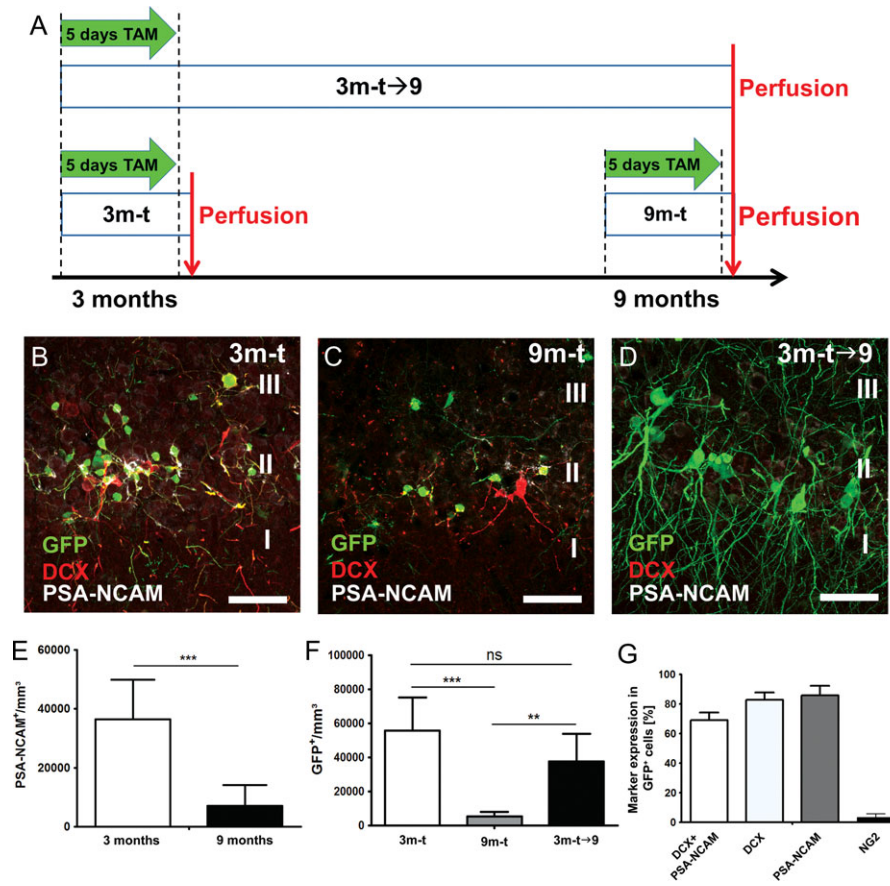 A
5 days TAM
3m-t→9
Perfusion
5 days TAM
5 days TAM
3m-t
Perfusion
9m-t
Perfusion
3 months
9 months
B
3m-t
III
II
I
GFP
DCX
PSA-NCAM
C
9m-t
III
II
I
GFP
DCX
PSA-NCAM
D
3m-t→9
III
II
I
GFP
DCX
PSA-NCAM
E
PSA-NCAM⁺/mm³
60000
40000
20000
0
***
3 months
9 months
F
GFP⁺/mm³
100000
80000
60000
40000
20000
0
ns
***
**
3m-t
9m-t
3m-t→9
G
Marker expression in
GFP⁺ cells [%]
100
80
60
40
20
0
DCX+
PSA-NCAM
DCX
PSA-NCAM
NG2